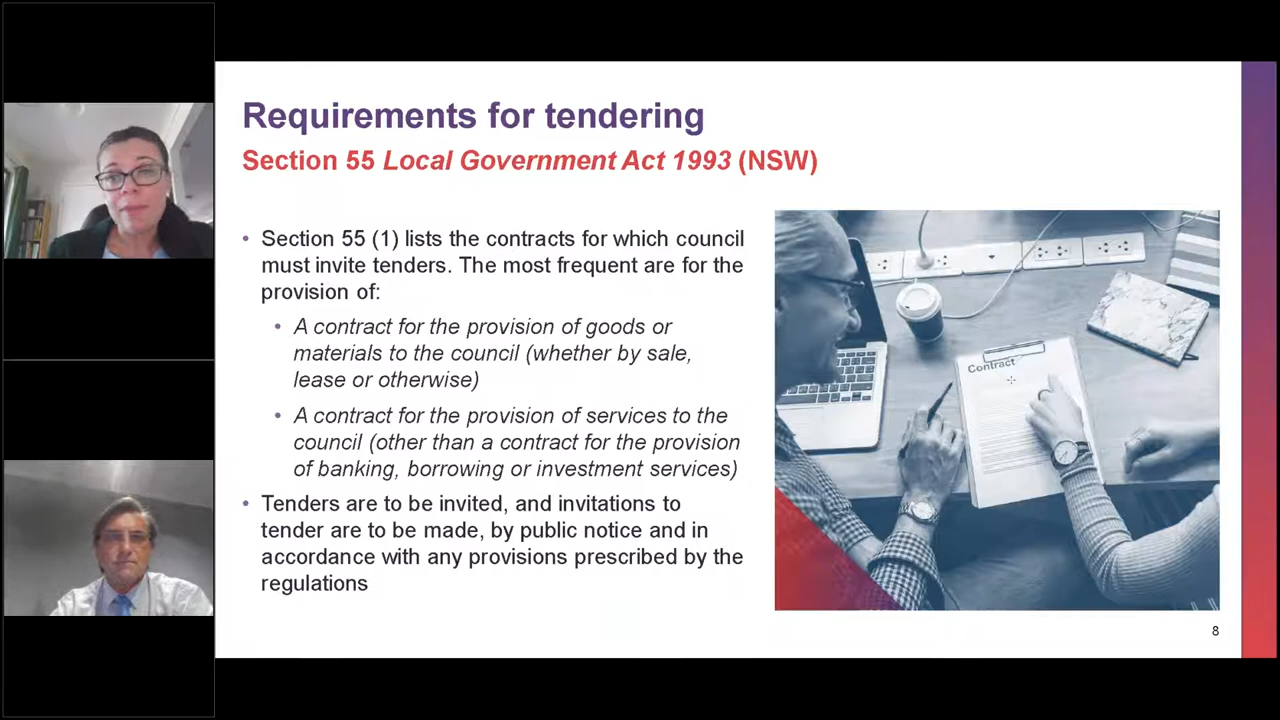 Requirements for tendering
Section 55 Local Government Act 1993 (NSW)
• Section 55 (1) lists the contracts for which council
must invite tenders. The most frequent are for the
provision of:
• A contract for the provision of goods or
materials to the council (whether by sale,
lease or otherwise)
• A contract for the provision of services to the
council (other than a contract for the provision
of banking, borrowing or investment services)
• Tenders are to be invited, and invitations to
tender are to be made, by public notice and in
accordance with any provisions prescribed by the
regulations
Contract
8